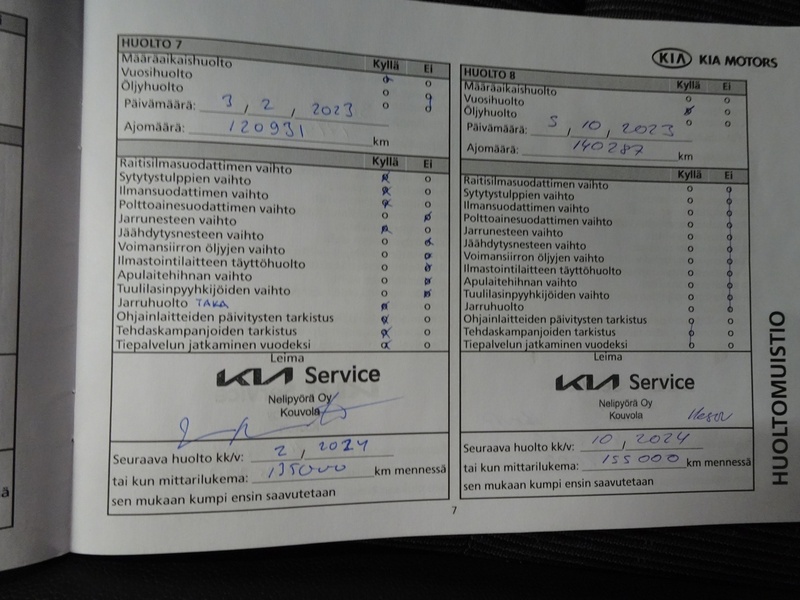 HUOLTO 7
Kyllä Ei
Määräaikaishuolto
Vuosihuolto
Öljyhuolto
Päivämäärä: 3, 2, 2023
Ajomäärä: 120931 km
Kyllä Ei
Raitisilmasuodattimen vaihto
Sytytystulppien vaihto
Ilmansuodattimen vaihto
Polttoainesuodattimen vaihto
Jarrunesteen vaihto
Jäähdytysnesteen vaihto
Voimansiirron öljyjen vaihto
Ilmastointilaitteen täyttöhuolto
Apulaitehihnan vaihto
Tuulilasinpyyhkijöiden vaihto
Jarruhuolto TAKA
Ohjainlaitteiden päivitysten tarkistus
Tehdaskampanjoiden tarkistus
Tiepalvelun jatkaminen vuodeksi
Leima
KIA Service
Nelipyörä Oy
Kouvola
Seuraava huolto kk/v: 2, 2024
tai kun mittarilukema: 135000 km mennessä
sen mukaan kumpi ensin saavutetaan
KIA KIA MOTORS
HUOLTO 8
Kyllä Ei
Määräaikaishuolto
Vuosihuolto
Öljyhuolto
Päivämäärä: 5, 10, 2023
Ajomäärä: 140287 km
Kyllä Ei
Raitisilmasuodattimen vaihto
Sytytystulppien vaihto
Ilmansuodattimen vaihto
Polttoainesuodattimen vaihto
Jarrunesteen vaihto
Jäähdytysnesteen vaihto
Voimansiirron öljyjen vaihto
Ilmastointilaitteen täyttöhuolto
Apulaitehihnan vaihto
Tuulilasinpyyhkijöiden vaihto
Jarruhuolto
Ohjainlaitteiden päivitysten tarkistus
Tehdaskampanjoiden tarkistus
Tiepalvelun jatkaminen vuodeksi
Leima
KIA Service
Nelipyörä Oy
Kouvola
Seuraava huolto kk/v: 10, 2024
tai kun mittarilukema: 155000 km mennessä
sen mukaan kumpi ensin saavutetaan
7
HUOLTOMUISTIO